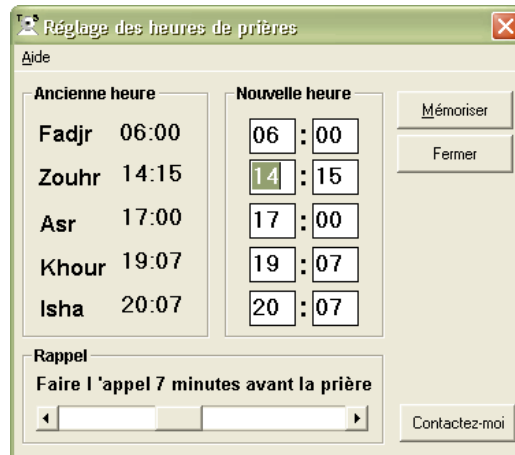 Réglage des heures de prières
Aide
Ancienne heure
Nouvelle heure
Fadjr 06:00 06 : 00
Zouhr 14:15 14 : 15
Asr 17:00 17 : 00
Khour 19:07 19 : 07
Isha 20:07 20 : 07
Mémoriser
Fermer
Rappel
Faire l 'appel 7 minutes avant la prière
Contactez-moi